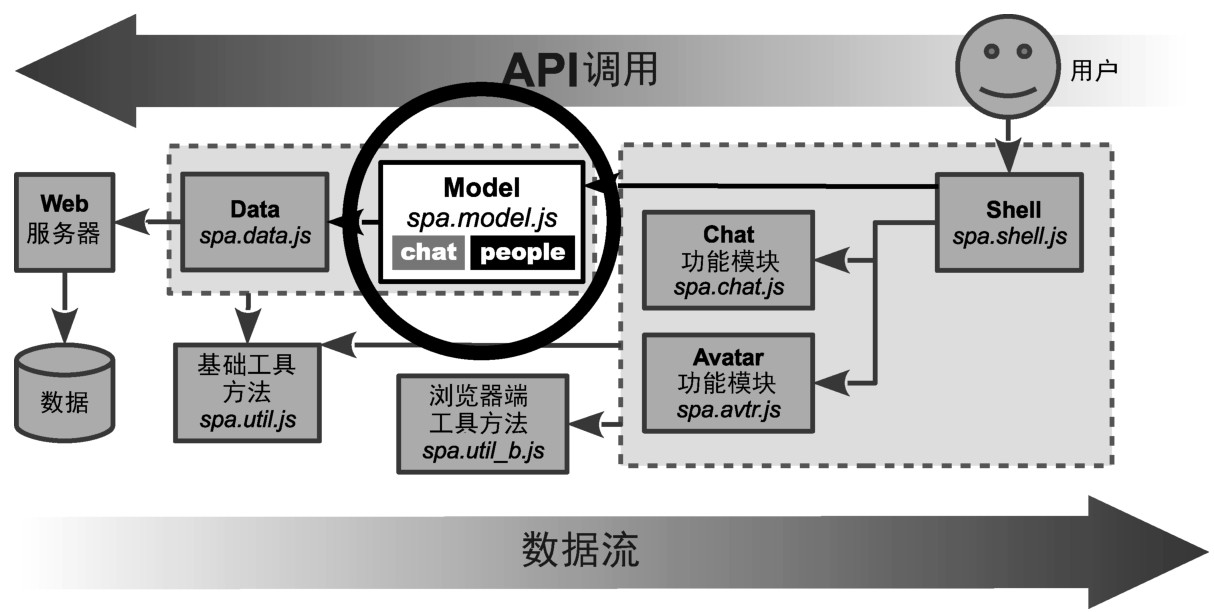 API调用
用户
Web
服务器
数据
Data
spa.data.js
Model
spa.model.js
chat people
Shell
spa.shell.js
Chat
功能模块
spa.chat.js
Avatar
功能模块
spa.avtr.js
基础工具
方法
spa.util.js
浏览器端
工具方法
spa.util_b.js
数据流